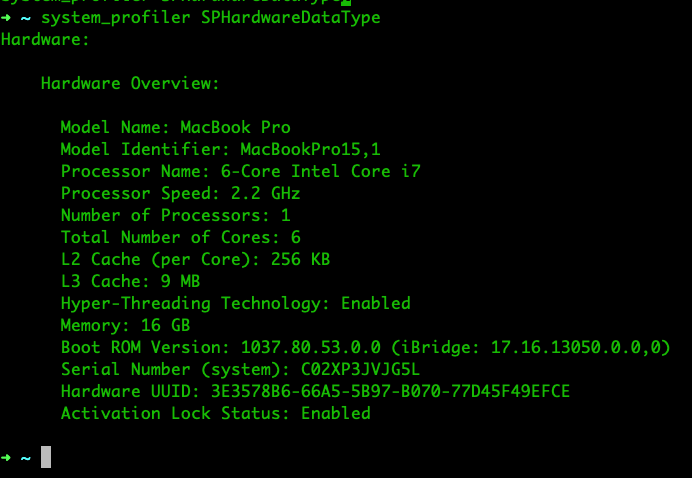 system_profiler SPHardwareDataType
➜ ~ system_profiler SPHardwareDataType
Hardware:
Hardware Overview:
Model Name: MacBook Pro
Model Identifier: MacBookPro15,1
Processor Name: 6-Core Intel Core i7
Processor Speed: 2.2 GHz
Number of Processors: 1
Total Number of Cores: 6
L2 Cache (per Core): 256 KB
L3 Cache: 9 MB
Hyper-Threading Technology: Enabled
Memory: 16 GB
Boot ROM Version: 1037.80.53.0.0 (iBridge: 17.16.13050.0.0,0)
Serial Number (system): C02XP3JVJG5L
Hardware UUID: 3E3578B6-66A5-5B97-B070-77D45F49EFCE
Activation Lock Status: Enabled
➜ ~